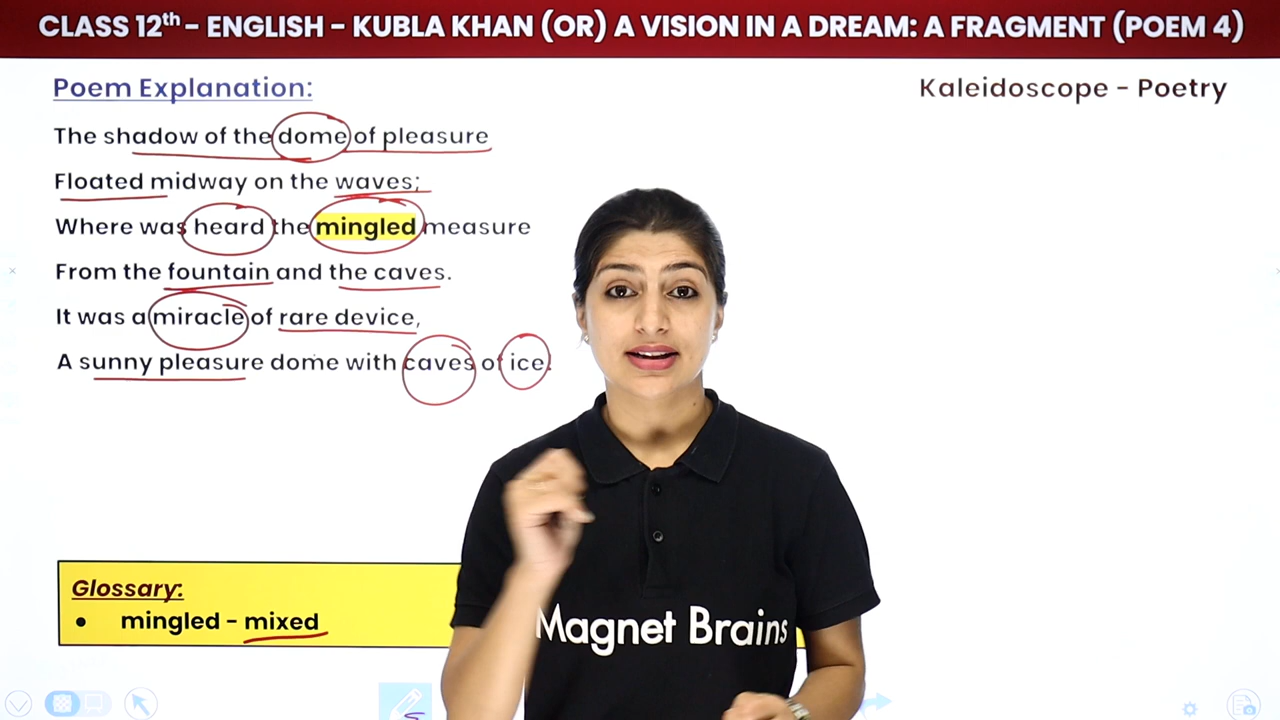 CLASS 12th – ENGLISH – KUBLA KHAN (OR) A VISION IN A DREAM: A FRAGMENT (POEM 4)
Poem Explanation:
Kaleidoscope - Poetry
The shadow of the dome of pleasure
Floated midway on the waves;
Where was heard the mingled measure
From the fountain and the caves.
It was a miracle of rare device,
A sunny pleasure dome with caves of ice.
Glossary:
• mingled - mixed
Magnet Brains